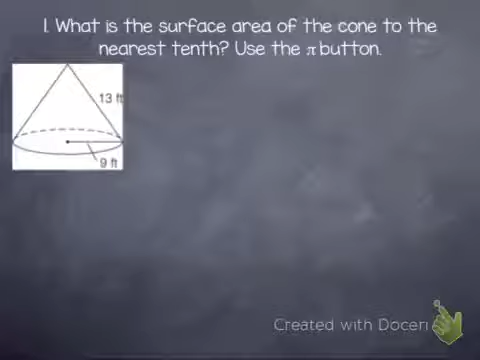 1. What is the surface area of the cone to the
nearest tenth? Use the π button.
13 ft
9 ft
Created with Doceri